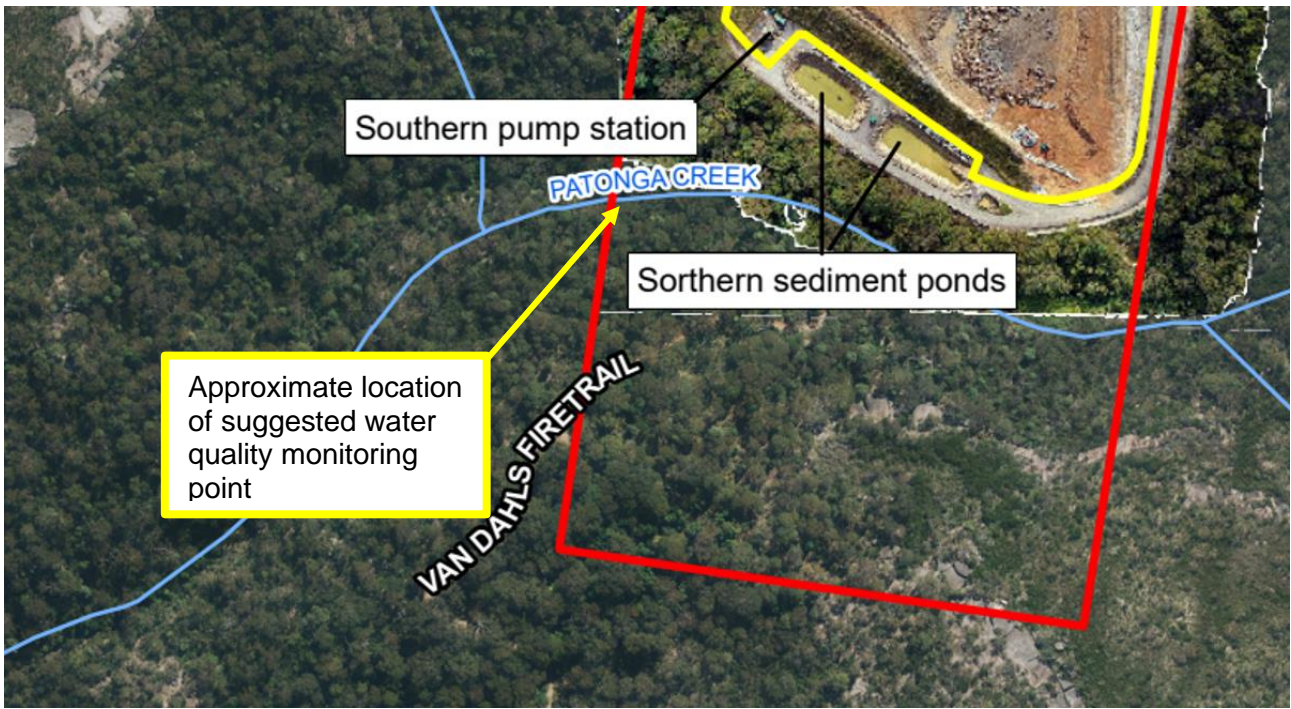 Southern pump station
PATONGA CREEK
Sorthern sediment ponds
Approximate location
of suggested water
quality monitoring
point
VAN DAHLS FIRETRAIL